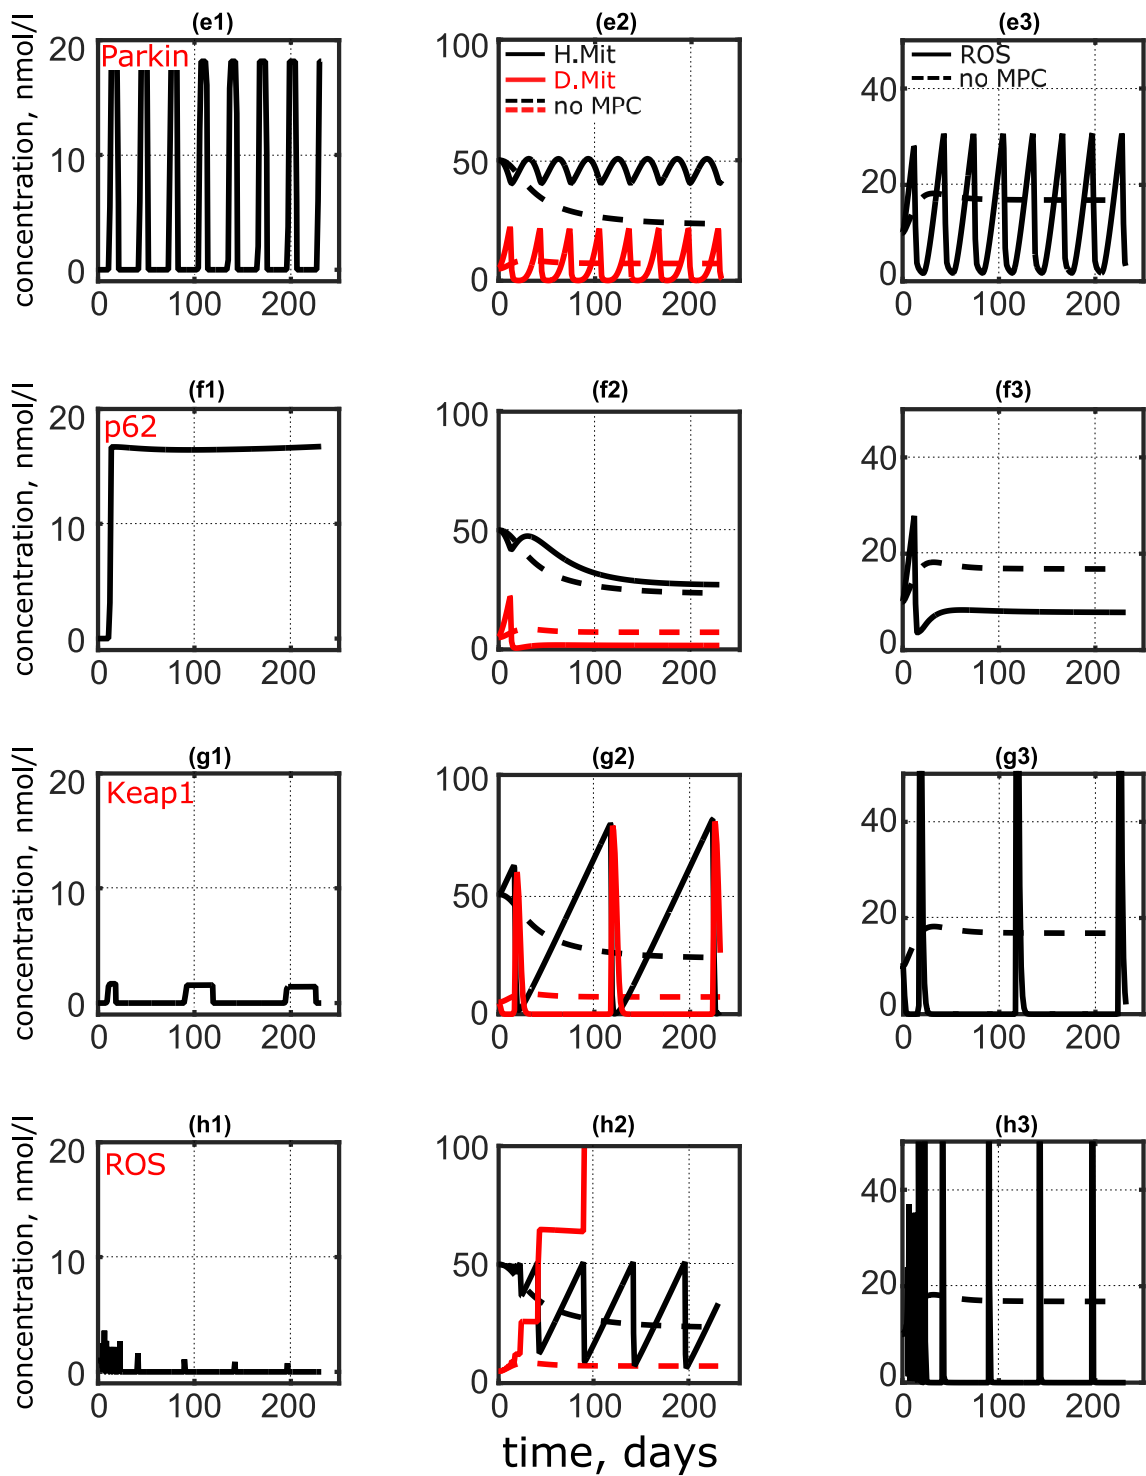 (e1)
(e2)
(e3)
concentration, nmol/l
20
10
0
Parkin
0 100 200
100
50
0
H.Mit
D.Mit
no MPC
0 100 200
40
20
0
ROS
no MPC
0 100 200
(f1)
(f2)
(f3)
concentration, nmol/l
20
10
0
p62
0 100 200
100
50
0
0 100 200
40
20
0
0 100 200
(g1)
(g2)
(g3)
concentration, nmol/l
20
10
0
Keap1
0 100 200
100
50
0
0 100 200
40
20
0
0 100 200
(h1)
(h2)
(h3)
concentration, nmol/l
20
10
0
ROS
0 100 200
100
50
0
0 100 200
40
20
0
0 100 200
time, days